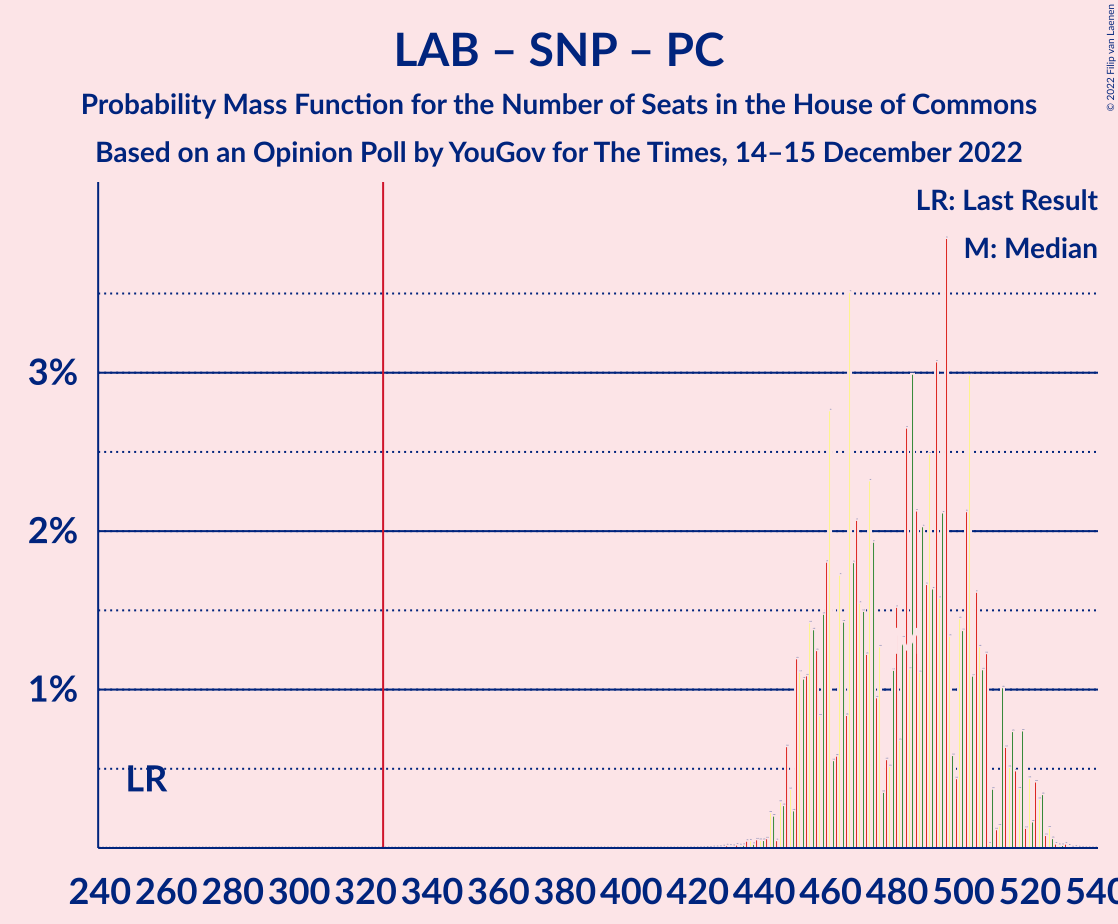 LAB – SNP – PC
Probability Mass Function for the Number of Seats in the House of Commons
Based on an Opinion Poll by YouGov for The Times, 14–15 December 2022
© 2022 Filip van Laenen
LR: Last Result
M: Median
3%
2%
1%
LR
240 260 280 300 320 340 360 380 400 420 440 460 480 500 520 540